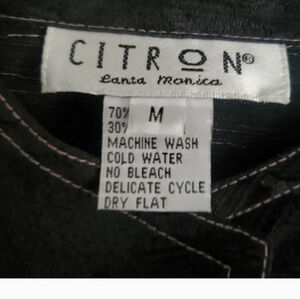 CITRON®
Santa Monica
70%
M
30%
MACHINE WASH
COLD WATER
NO BLEACH
DELICATE CYCLE
DRY FLAT